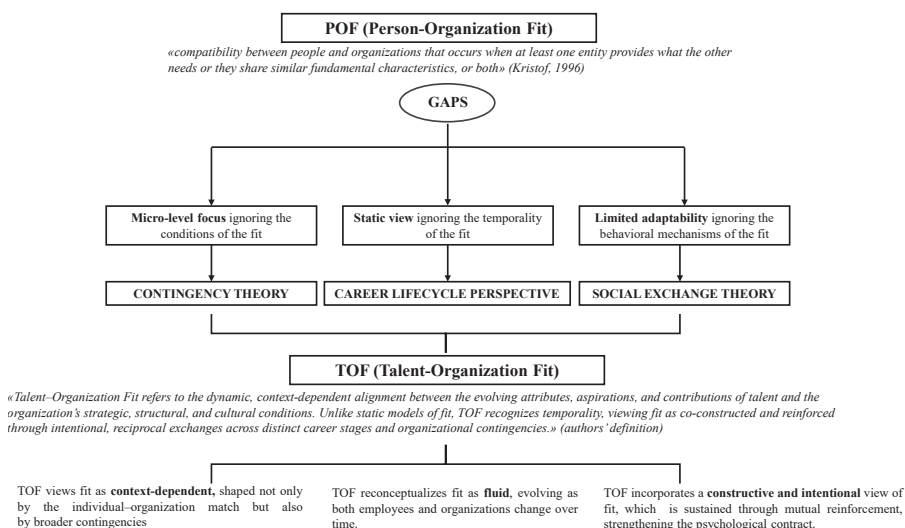 POF (Person-Organization Fit)
«compatibility between people and organizations that occurs when at least one entity provides what the other
needs or they share similar fundamental characteristics, or both» (Kristof, 1996)
GAPS
Micro-level focus ignoring the
conditions of the fit
Static view ignoring the temporality
of the fit
Limited adaptability ignoring the
behavioral mechanisms of the fit
CONTINGENCY THEORY
CAREER LIFECYCLE PERSPECTIVE
SOCIAL EXCHANGE THEORY
TOF (Talent-Organization Fit)
«Talent–Organization Fit refers to the dynamic, context-dependent alignment between the evolving attributes, aspirations, and contributions of talent and the
organization's strategic, structural, and cultural conditions. Unlike static models of fit, TOF recognizes temporality, viewing fit as co-constructed and reinforced
through intentional, reciprocal exchanges across distinct career stages and organizational contingencies.» (authors' definition)
TOF views fit as context-dependent, shaped not only
by the individual–organization match but also
by broader contingencies
TOF reconceptualizes fit as fluid, evolving as
both employees and organizations change over
time.
TOF incorporates a constructive and intentional view of
fit, which is sustained through mutual reinforcement,
strengthening the psychological contract.